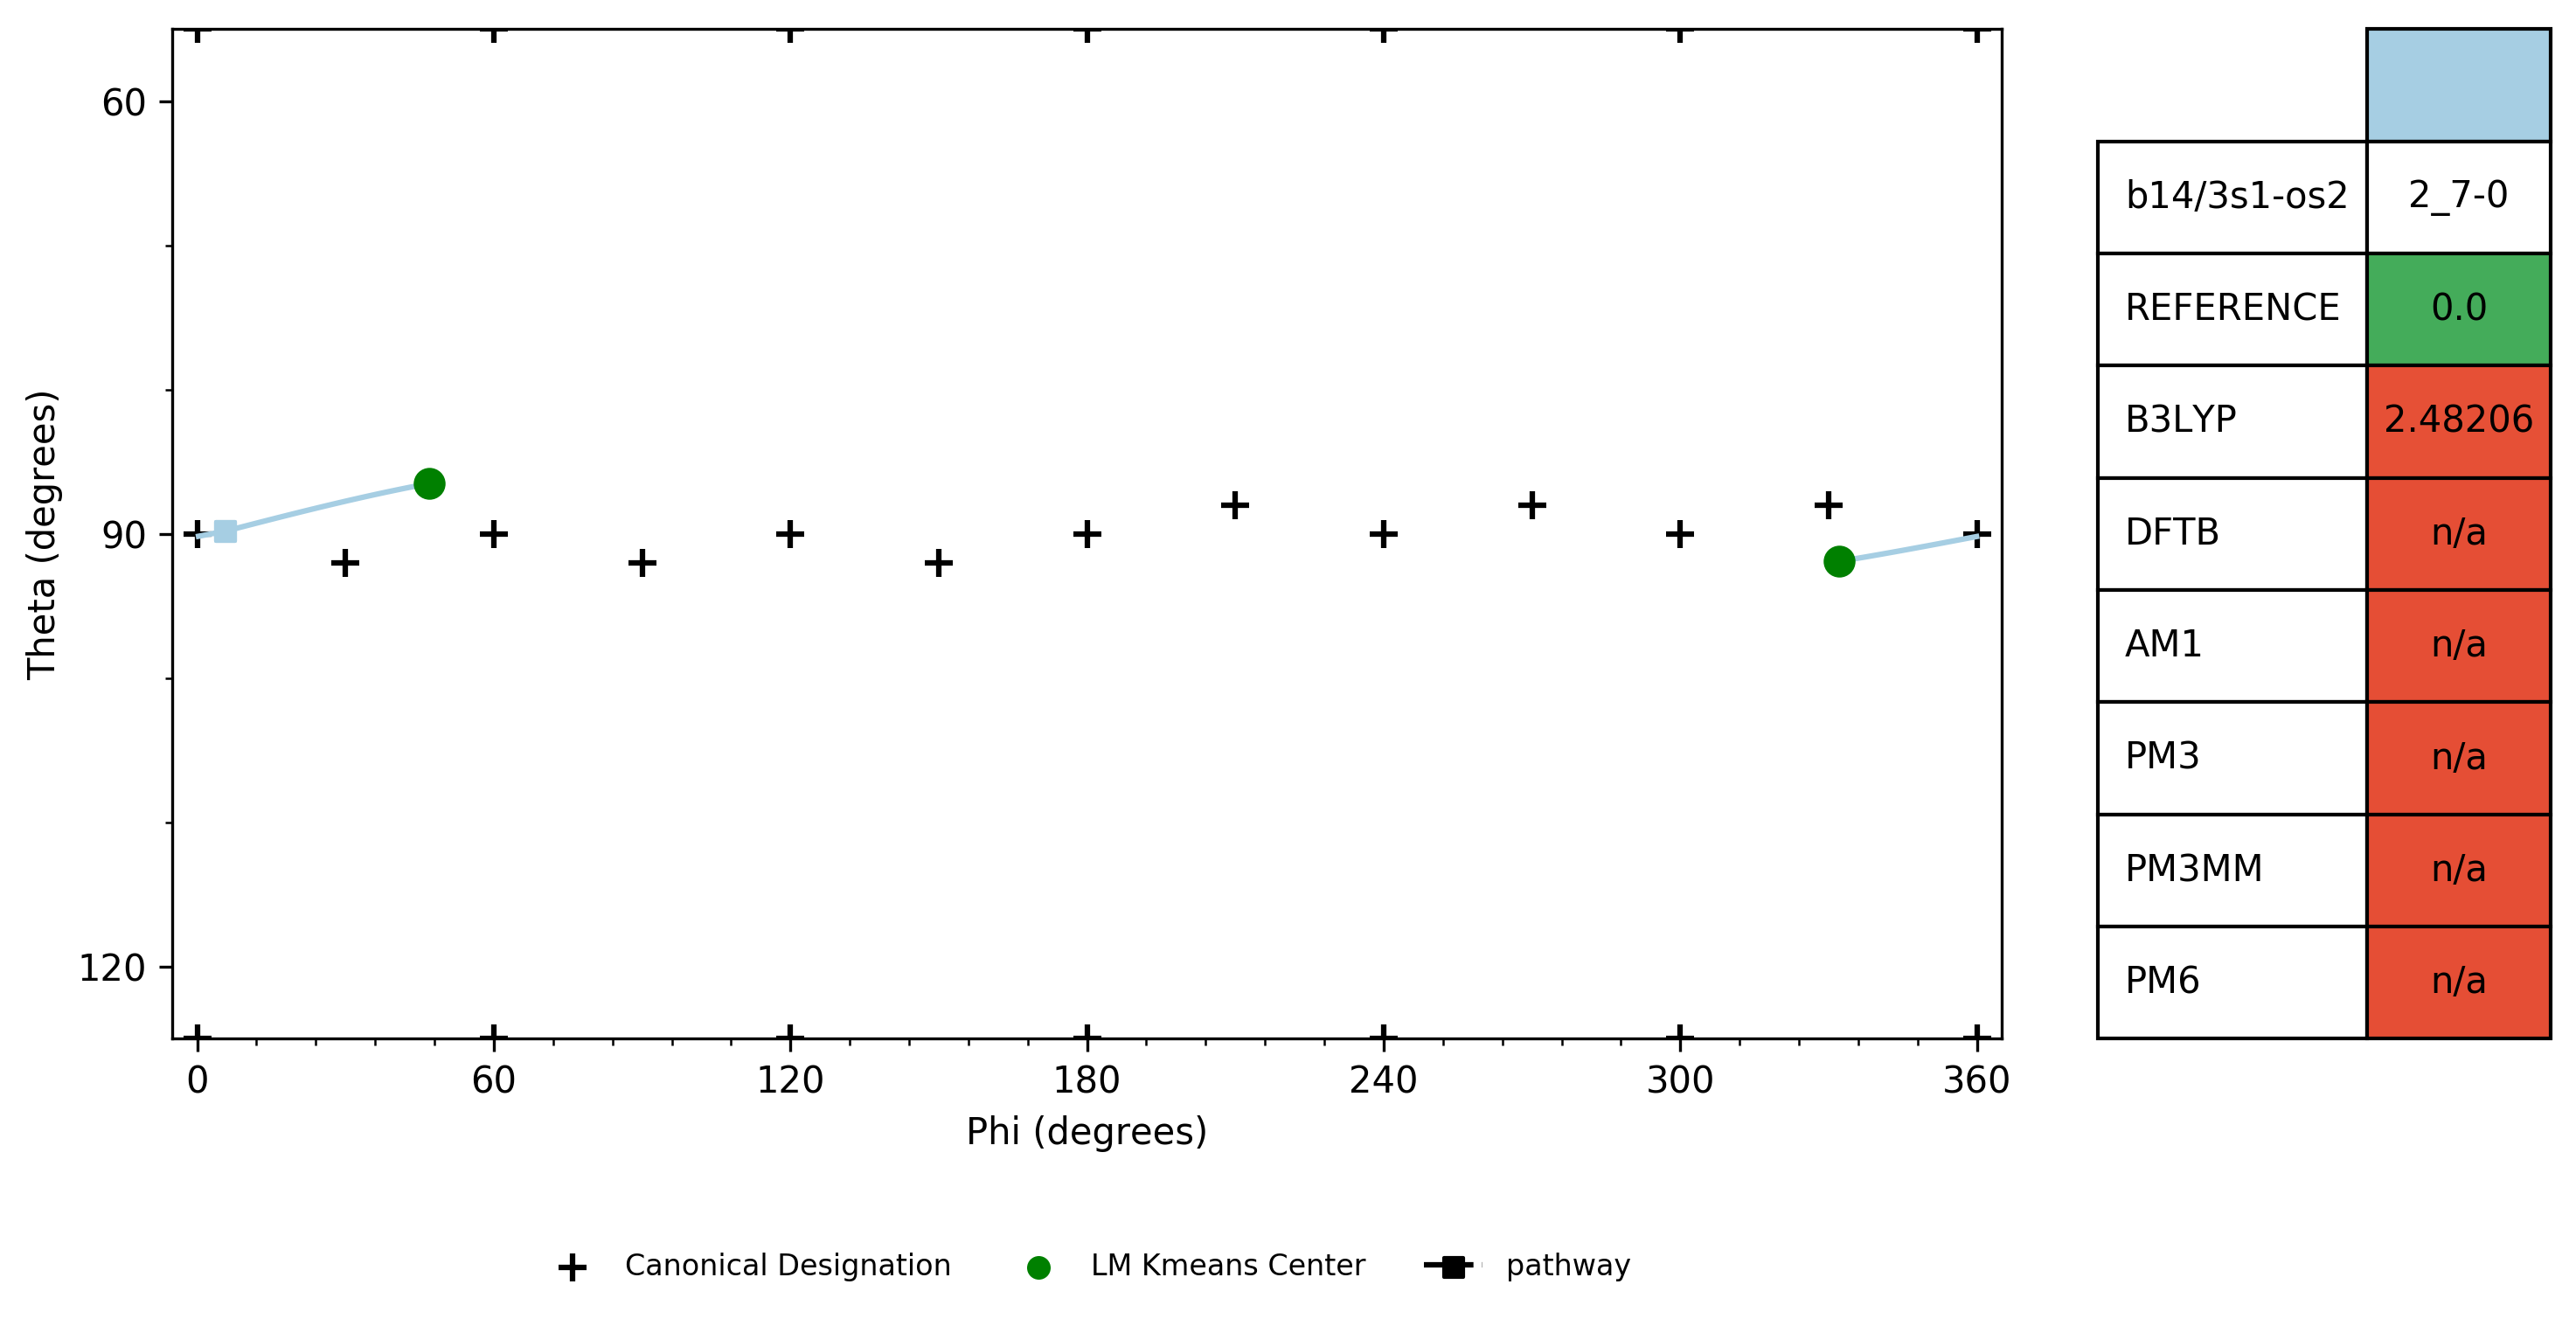 60
90
120
Theta (degrees)
0 60 120 180 240 300 360
Phi (degrees)
Canonical Designation LM Kmeans Center pathway
b14/3s1-os2 2_7-0
REFERENCE 0.0
B3LYP 2.48206
DFTB n/a
AM1 n/a
PM3 n/a
PM3MM n/a
PM6 n/a